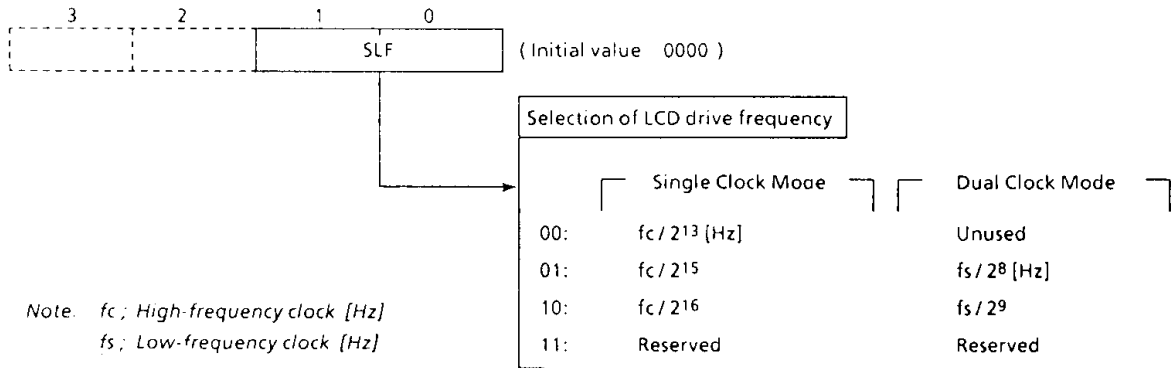 3 2 1 0
SLF (Initial value 0000)
Selection of LCD drive frequency
Single Clock Mode Dual Clock Mode
00: fc / 2¹³ [Hz] Unused
01: fc / 2¹⁵ fs / 2⁸ [Hz]
10: fc / 2¹⁶ fs / 2⁹
11: Reserved Reserved
Note. fc ; High-frequency clock [Hz]
fs ; Low-frequency clock [Hz]